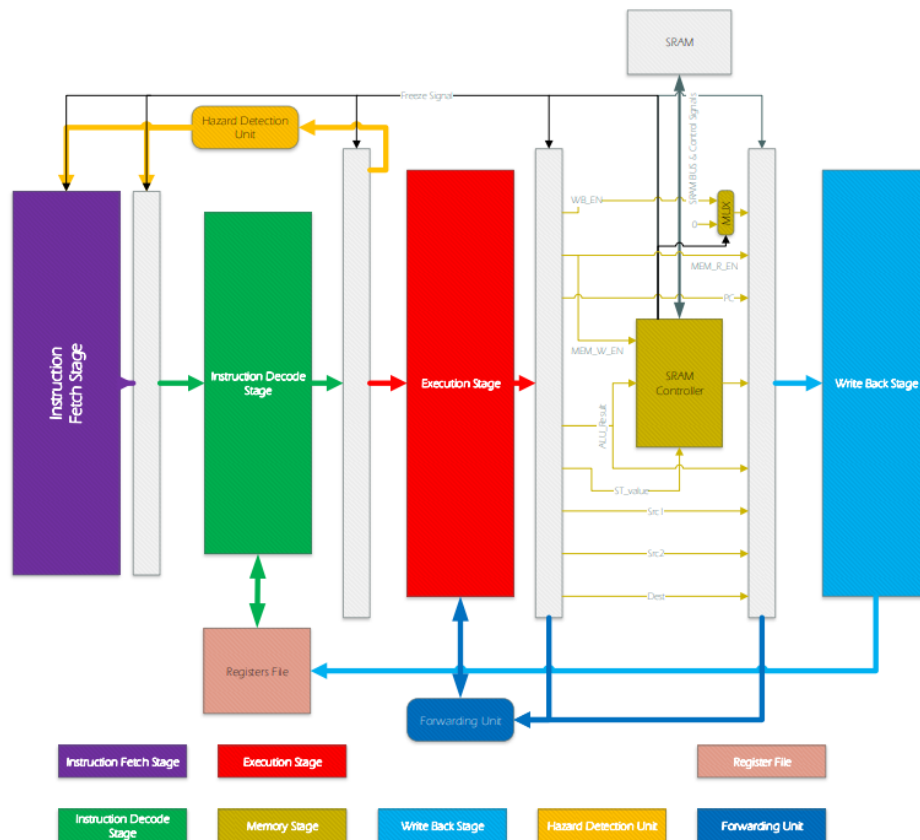 SRAM
Freeze Signal
Hazard Detection
Unit
SRAM BUS & Control Signals
WB_EN
MUX
0
MEM_R_EN
PC
MEM_W_EN
Instruction
Fetch Stage
Instruction Decode
Stage
Execution Stage
SRAM
Controller
Write Back Stage
ALU_Result
ST_value
Src1
Src2
Dest
Registers File
Forwarding Unit
Instruction Fetch Stage
Execution Stage
Register File
Instruction Decode
Stage
Memory Stage
Write Back Stage
Hazard Detection Unit
Forwarding Unit